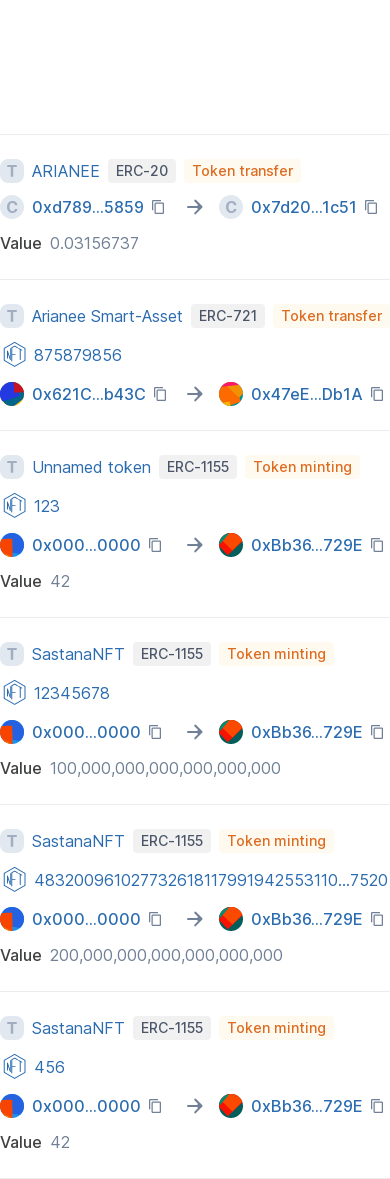 T ARIANEE ERC-20 Token transfer
C 0xd789...5859 C 0x7d20...1c51
Value 0.03156737
T Arianee Smart-Asset ERC-721 Token transfer
NFT 875879856
0x621C...b43C 0x47eE...Db1A
T Unnamed token ERC-1155 Token minting
NFT 123
0x000...0000 0xBb36...729E
Value 42
T SastanaNFT ERC-1155 Token minting
NFT 12345678
0x000...0000 0xBb36...729E
Value 100,000,000,000,000,000,000
T SastanaNFT ERC-1155 Token minting
NFT 483200961027732618117991942553110...7520
0x000...0000 0xBb36...729E
Value 200,000,000,000,000,000,000
T SastanaNFT ERC-1155 Token minting
NFT 456
0x000...0000 0xBb36...729E
Value 42